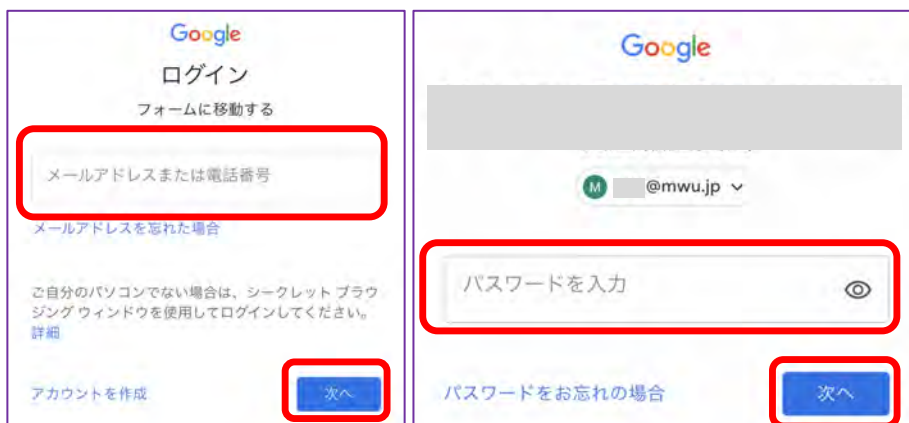 Google
ログイン
フォームに移動する
メールアドレスまたは電話番号
メールアドレスを忘れた場合
ご自分のパソコンでない場合は、シークレット ブラウ
ジング ウィンドウを使用してログインしてください。
詳細
アカウントを作成
次へ
Google
M @mwu.jp
パスワードを入力
パスワードをお忘れの場合
次へ